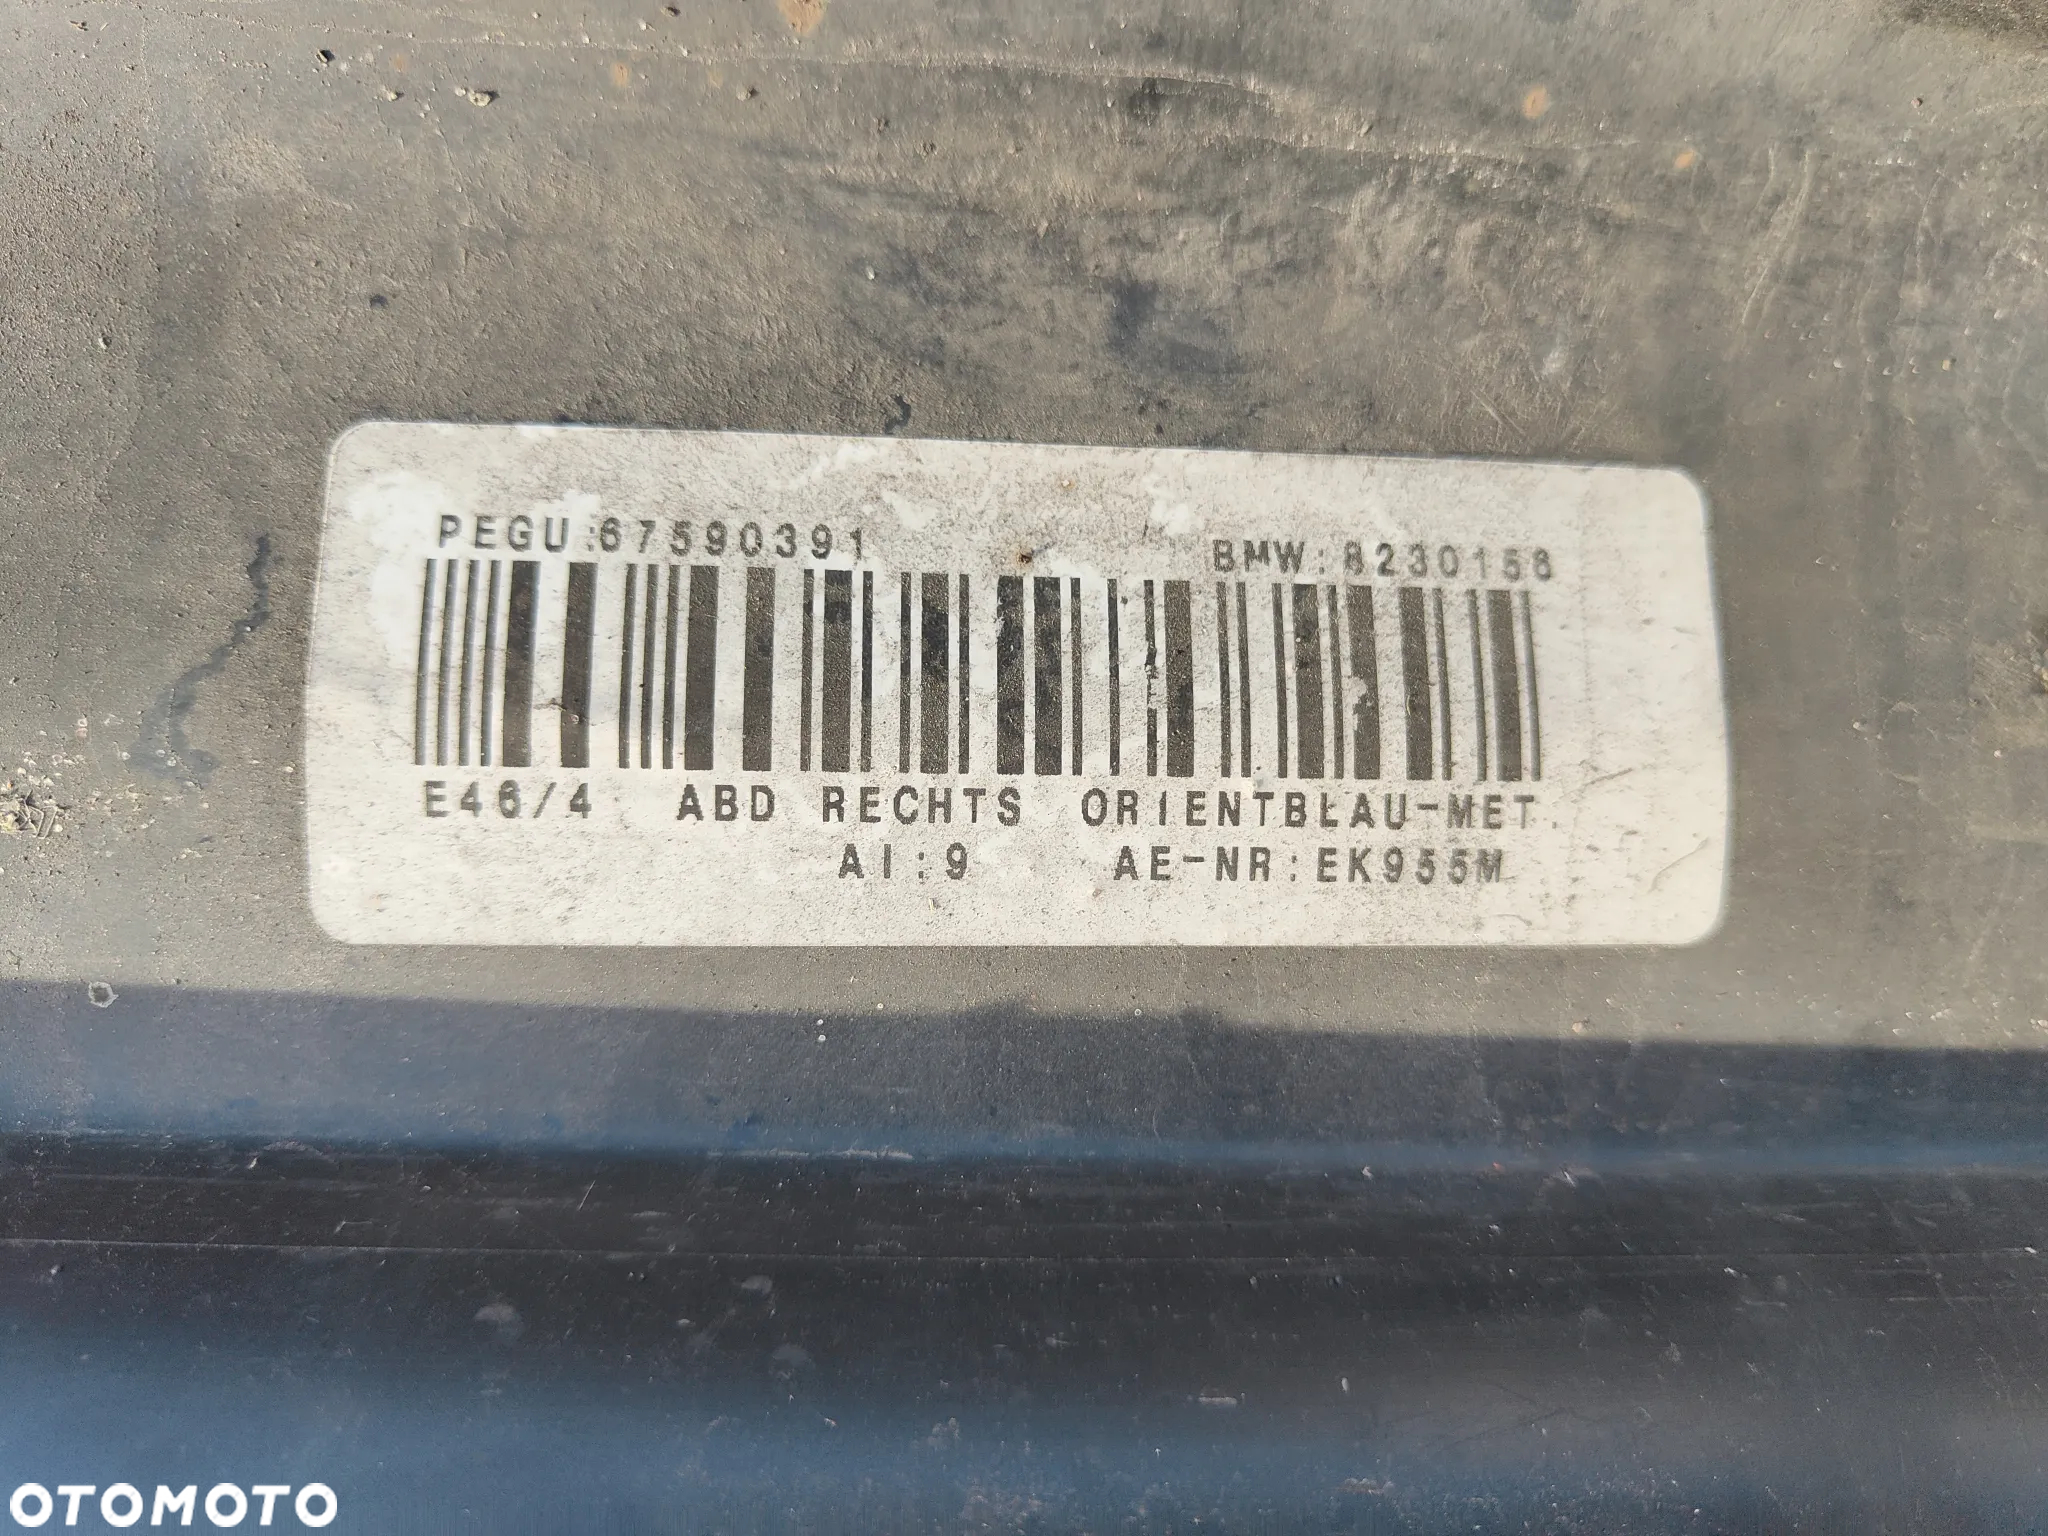 PEGU:67590391 BMW:8230156
E46/4 ABD RECHTS ORIENTBLAU-MET.
AI:9 AE-NR:EK955M
OTOMOTO